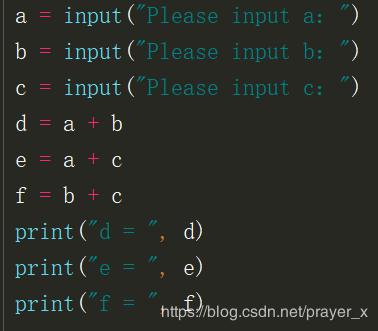 a = input("Please input a: ")
b = input("Please input b: ")
c = input("Please input c: ")
d = a + b
e = a + c
f = b + c
print("d = ", d)
print("e = ", e)
print("f = ", f)
https://blog.csdn.net/prayer_x